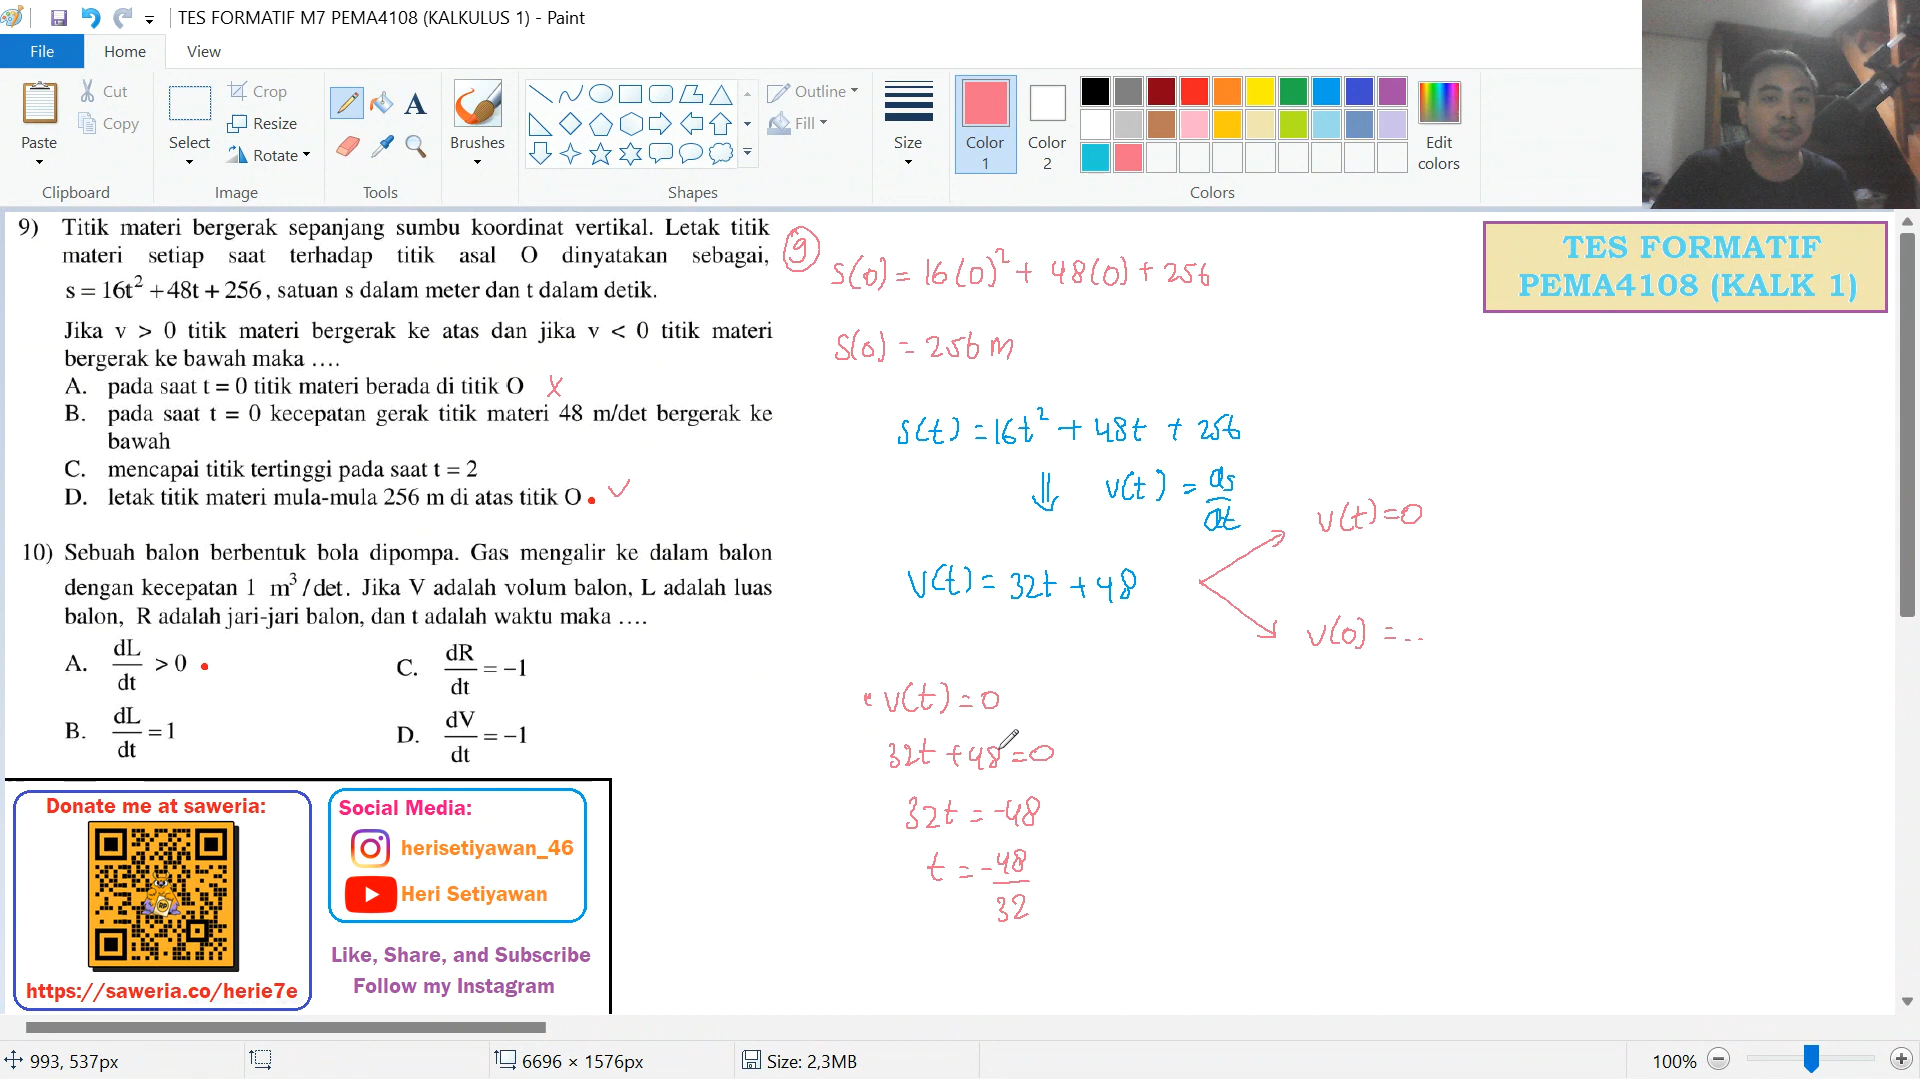 TES FORMATIF M7 PEMA4108 (KALKULUS 1) - Paint
File Home View
Paste Cut Copy
Clipboard
Select Crop Resize Rotate
Image
Tools
Brushes
Shapes
Outline Fill
Size
Color 1
Color 2
Edit colors
Colors
9) Titik materi bergerak sepanjang sumbu koordinat vertikal. Letak titik
materi setiap saat terhadap titik asal O dinyatakan sebagai,
s = 16t² + 48t + 256, satuan s dalam meter dan t dalam detik.
Jika v > 0 titik materi bergerak ke atas dan jika v < 0 titik materi
bergerak ke bawah maka ….
A. pada saat t = 0 titik materi berada di titik O X
B. pada saat t = 0 kecepatan gerak titik materi 48 m/det bergerak ke
bawah
C. mencapai titik tertinggi pada saat t = 2
D. letak titik materi mula-mula 256 m di atas titik O • ✓
10) Sebuah balon berbentuk bola dipompa. Gas mengalir ke dalam balon
dengan kecepatan 1 m³/det. Jika V adalah volum balon, L adalah luas
balon, R adalah jari-jari balon, dan t adalah waktu maka ….
A. dL/dt > 0 •
B. dL/dt = 1
C. dR/dt = −1
D. dV/dt = −1
Donate me at saweria:
https://saweria.co/herie7e
Social Media:
herisetiyawan_46
Heri Setiyawan
Like, Share, and Subscribe
Follow my Instagram
9
s(0) = 16(0)² + 48(0) + 256
s(0) = 256 m
s(t) = 16t² + 48t + 256
⇓ v(t) = ds/dt
v(t) = 32t + 48
v(t) = 0
v(0) = ...
• v(t) = 0
32t + 48 = 0
32t = -48
t = -48/32
TES FORMATIF
PEMA4108 (KALK 1)
993, 537px
6696 × 1576px
Size: 2,3MB
100%